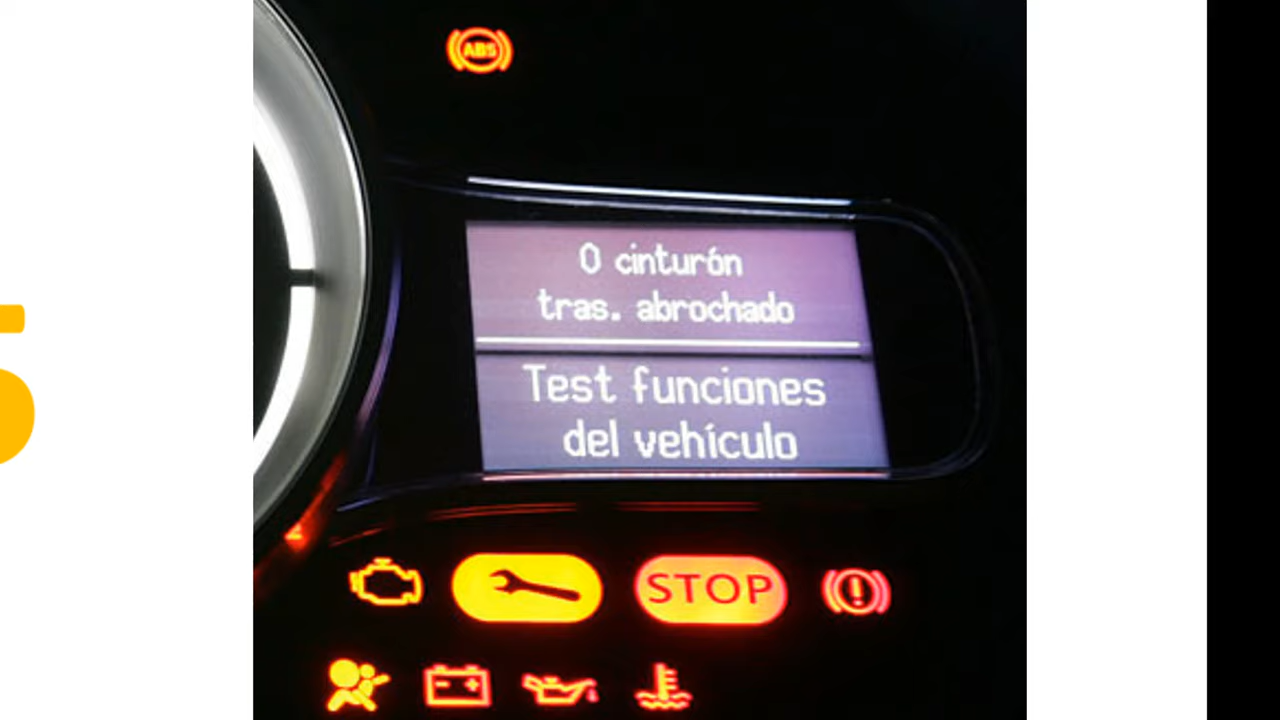 ABS
0 cinturón
tras. abrochado
Test funciones
del vehículo
STOP